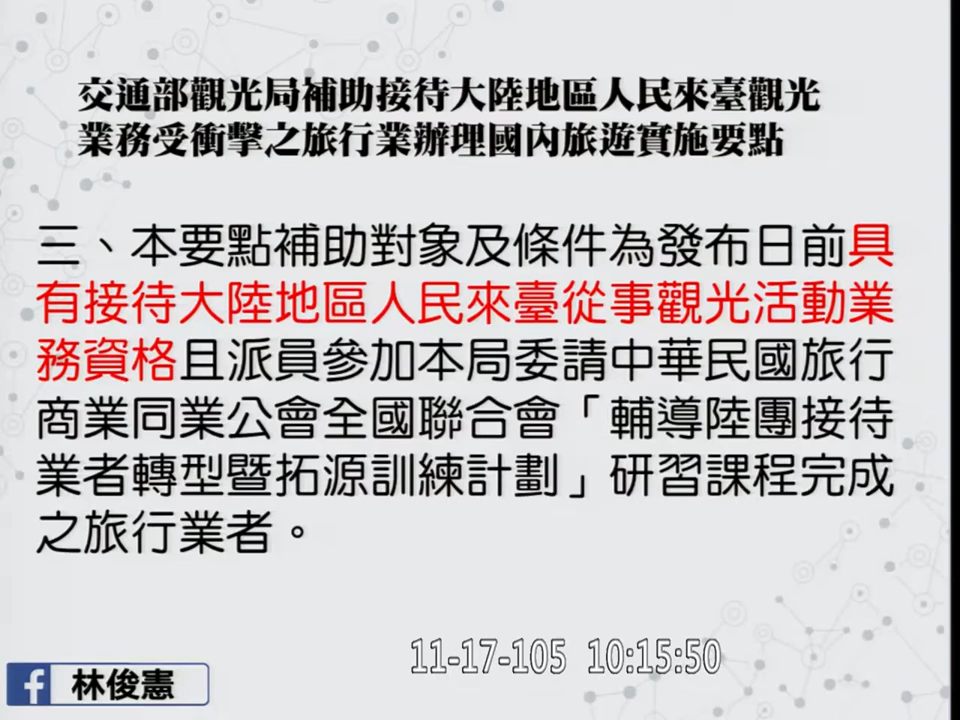 交通部觀光局補助接待大陸地區人民來臺觀光
業務受衝擊之旅行業辦理國內旅遊實施要點
三、本要點補助對象及條件為發布日前具
有接待大陸地區人民來臺從事觀光活動業
務資格且派員參加本局委請中華民國旅行
商業同業公會全國聯合會「輔導陸團接待
業者轉型暨拓源訓練計劃」研習課程完成
之旅行業者。
11-17-105 10:15:50
f 林俊憲